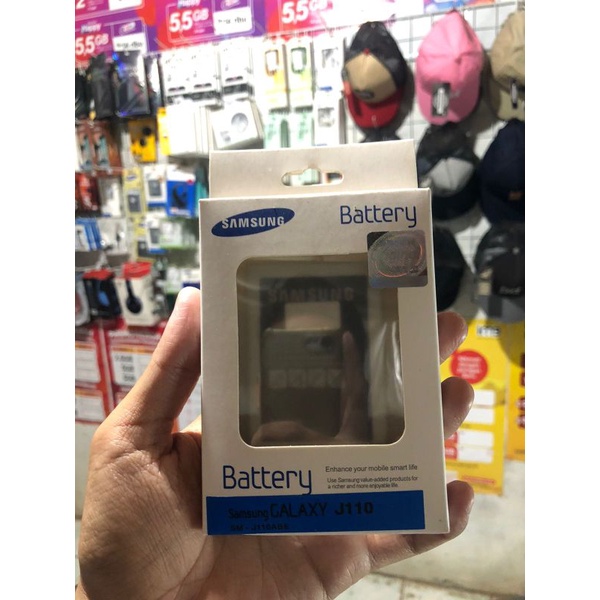 5,5GB
5,5GB
5,5GB
SAMSUNG
Battery
SAMSUNG
Battery
Enhance your mobile smart life
Use Samsung value-added products for
a richer and more enjoyable life.
Samsung GALAXY J110